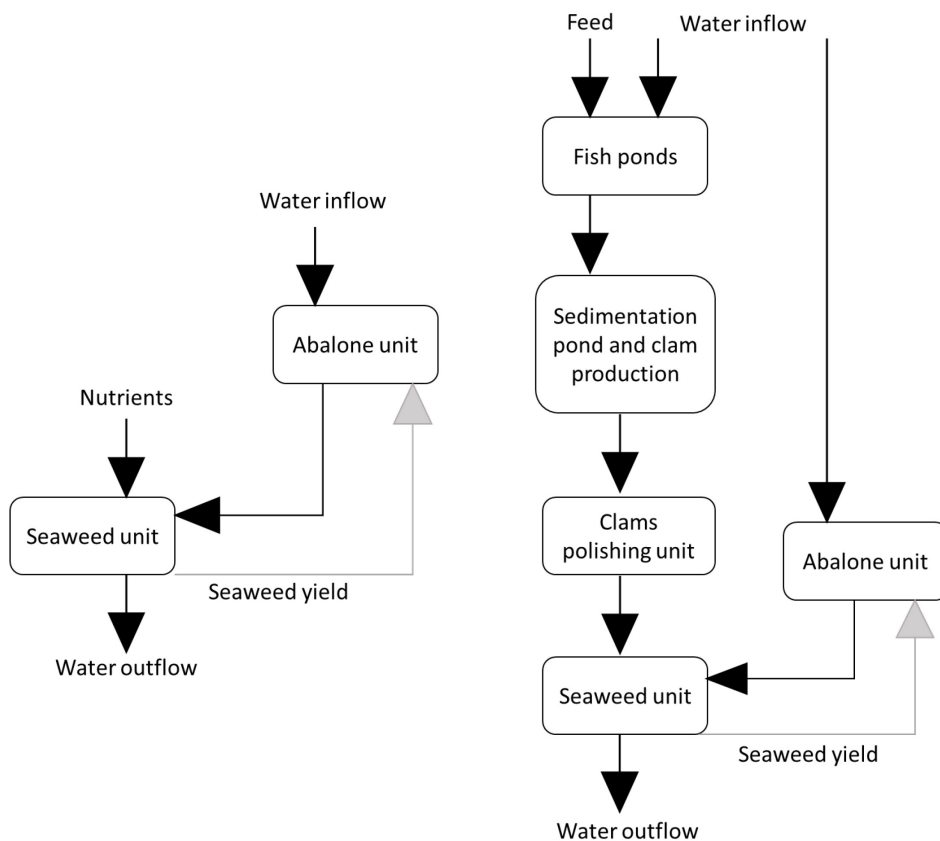 Water inflow
Abalone unit
Nutrients
Seaweed unit
Seaweed yield
Water outflow
Feed
Water inflow
Fish ponds
Sedimentation
pond and clam
production
Clams
polishing unit
Abalone unit
Seaweed unit
Seaweed yield
Water outflow